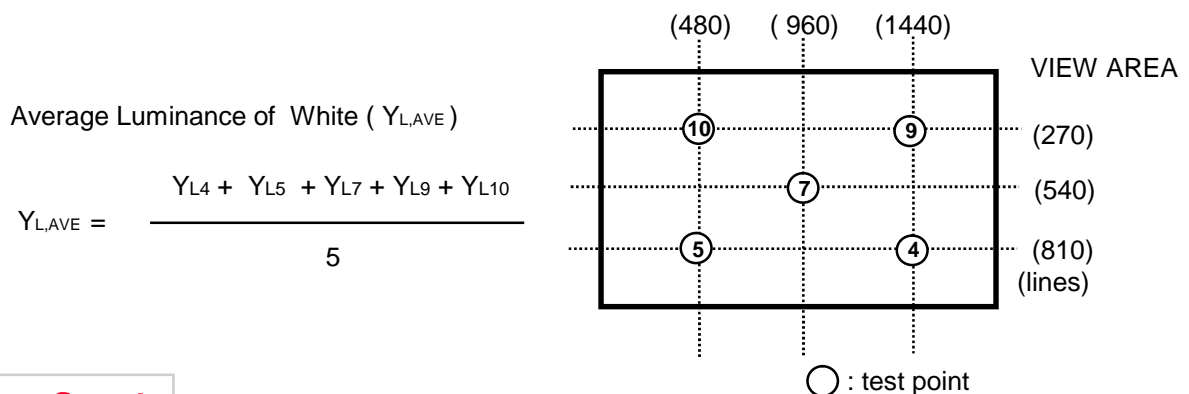 (480) ( 960) (1440)
VIEW AREA
Average Luminance of White ( YL,AVE )
10 9 (270)
YL4 + YL5 + YL7 + YL9 + YL10
7 (540)
YL,AVE =
5
5 4 (810)
(lines)
: test point